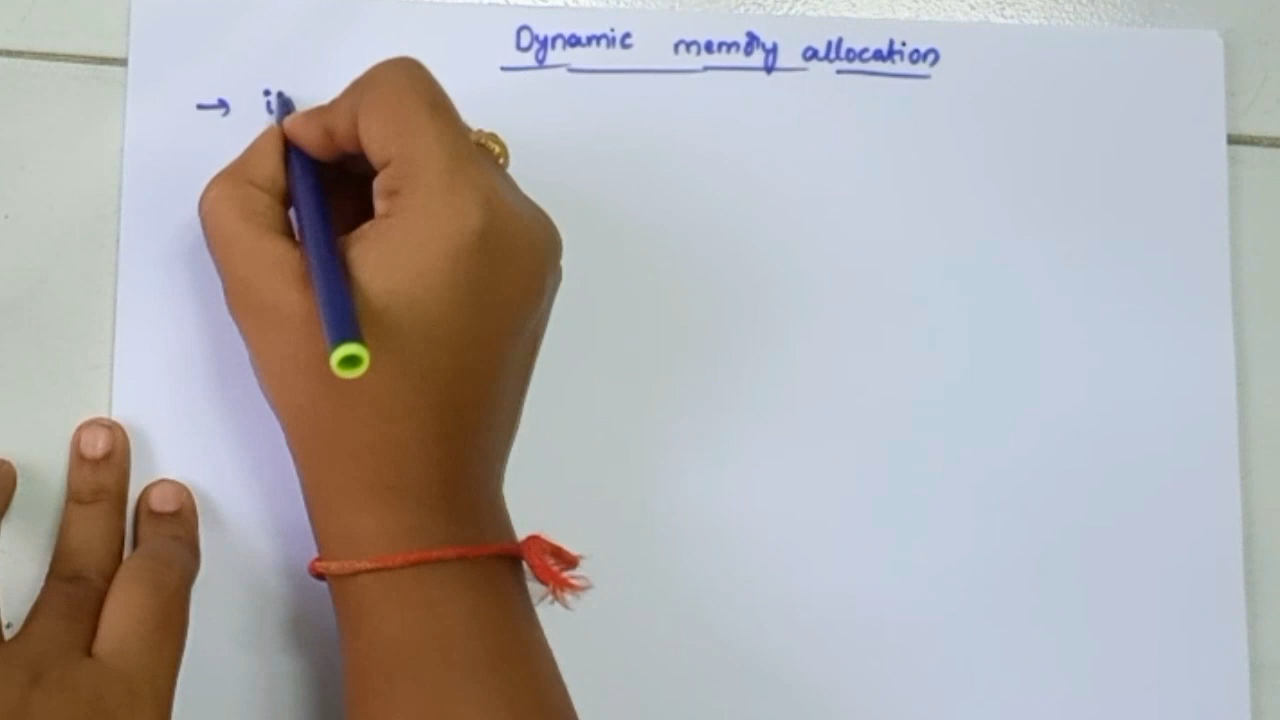 Dynamic memory allocation
→ i